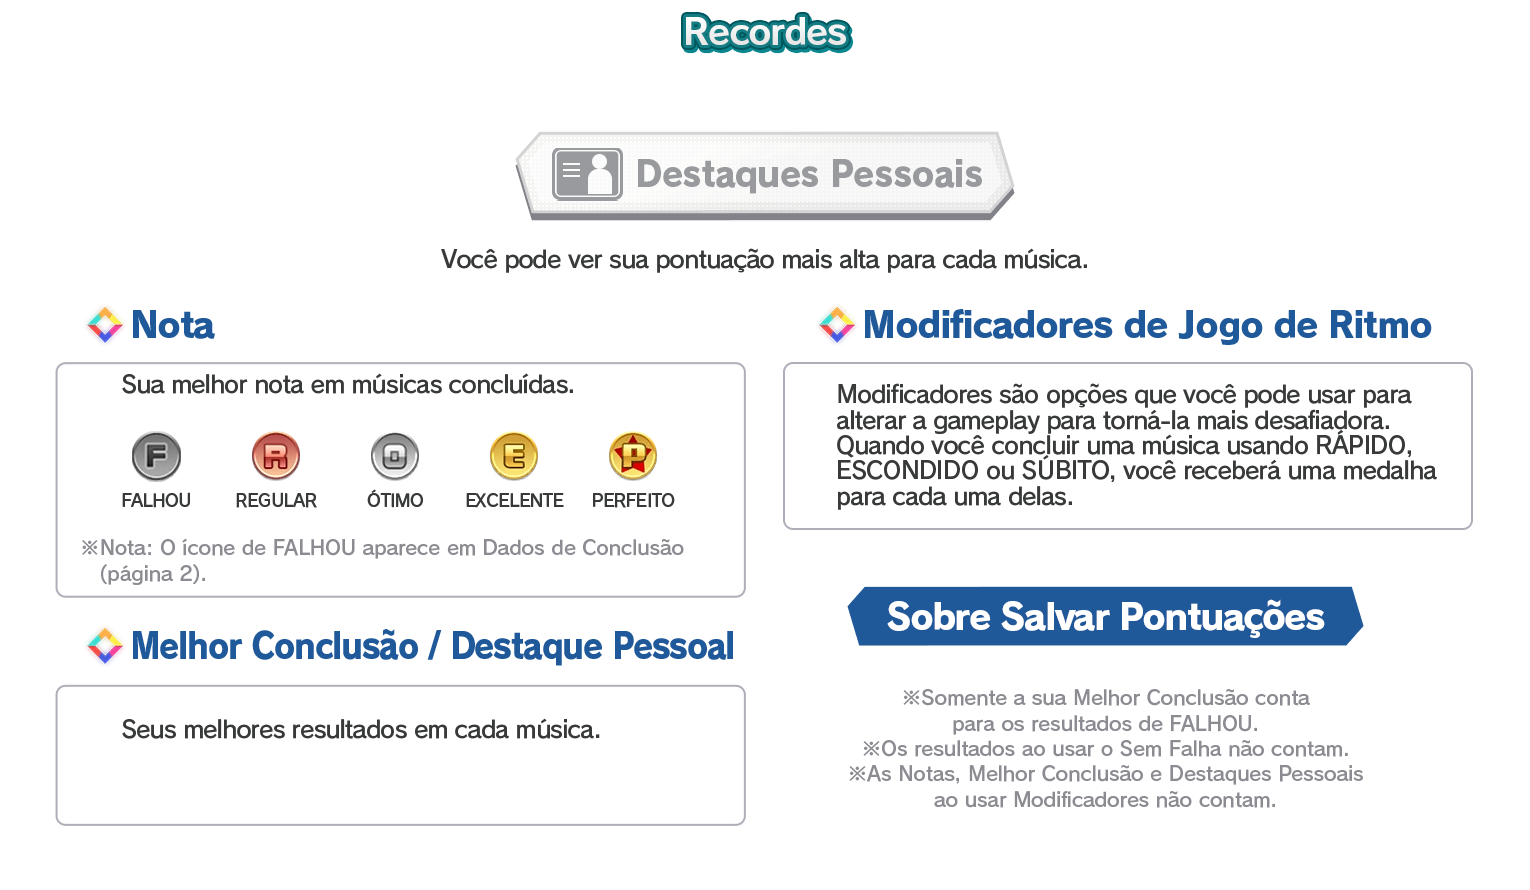 Recordes
Destaques Pessoais
Você pode ver sua pontuação mais alta para cada música.
Nota
Sua melhor nota em músicas concluídas.
F R O E P
FALHOU REGULAR ÓTIMO EXCELENTE PERFEITO
※Nota: O ícone de FALHOU aparece em Dados de Conclusão
(página 2).
Melhor Conclusão / Destaque Pessoal
Seus melhores resultados em cada música.
Modificadores de Jogo de Ritmo
Modificadores são opções que você pode usar para
alterar a gameplay para torná-la mais desafiadora.
Quando você concluir uma música usando RÁPIDO,
ESCONDIDO ou SÚBITO, você receberá uma medalha
para cada uma delas.
Sobre Salvar Pontuações
※Somente a sua Melhor Conclusão conta
para os resultados de FALHOU.
※Os resultados ao usar o Sem Falha não contam.
※As Notas, Melhor Conclusão e Destaques Pessoais
ao usar Modificadores não contam.